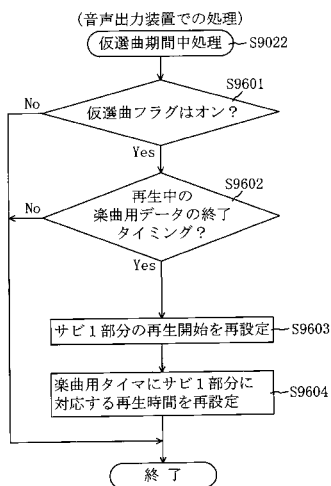 (音声出力装置での処理)
仮選曲期間中処理
S9022
S9601
No
仮選曲フラグはオン?
Yes
S9602
再生中の
No
楽曲用データの終了
タイミング?
Yes
サビ1部分の再生開始を再設定
S9603
楽曲用タイマにサビ1部分に
対応する再生時間を再設定
S9604
終了